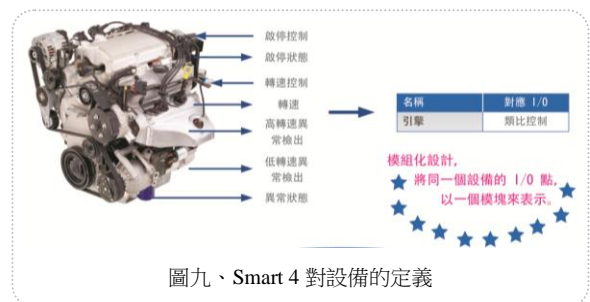 啟停控制
啟停狀態
轉速控制
轉速
高轉速異
常檢出
低轉速異
常檢出
異常狀態
名稱 對應 I/O
引擎 類比控制
模組化設計,
將同一個設備的 I/O 點,
以一個模塊來表示。
圖九、Smart 4 對設備的定義